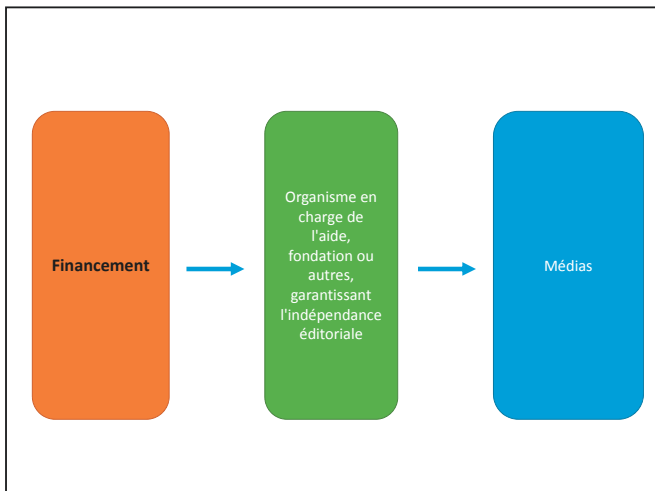 Financement
Organisme en
charge de
l'aide,
fondation ou
autres,
garantissant
l'indépendance
éditoriale
Médias